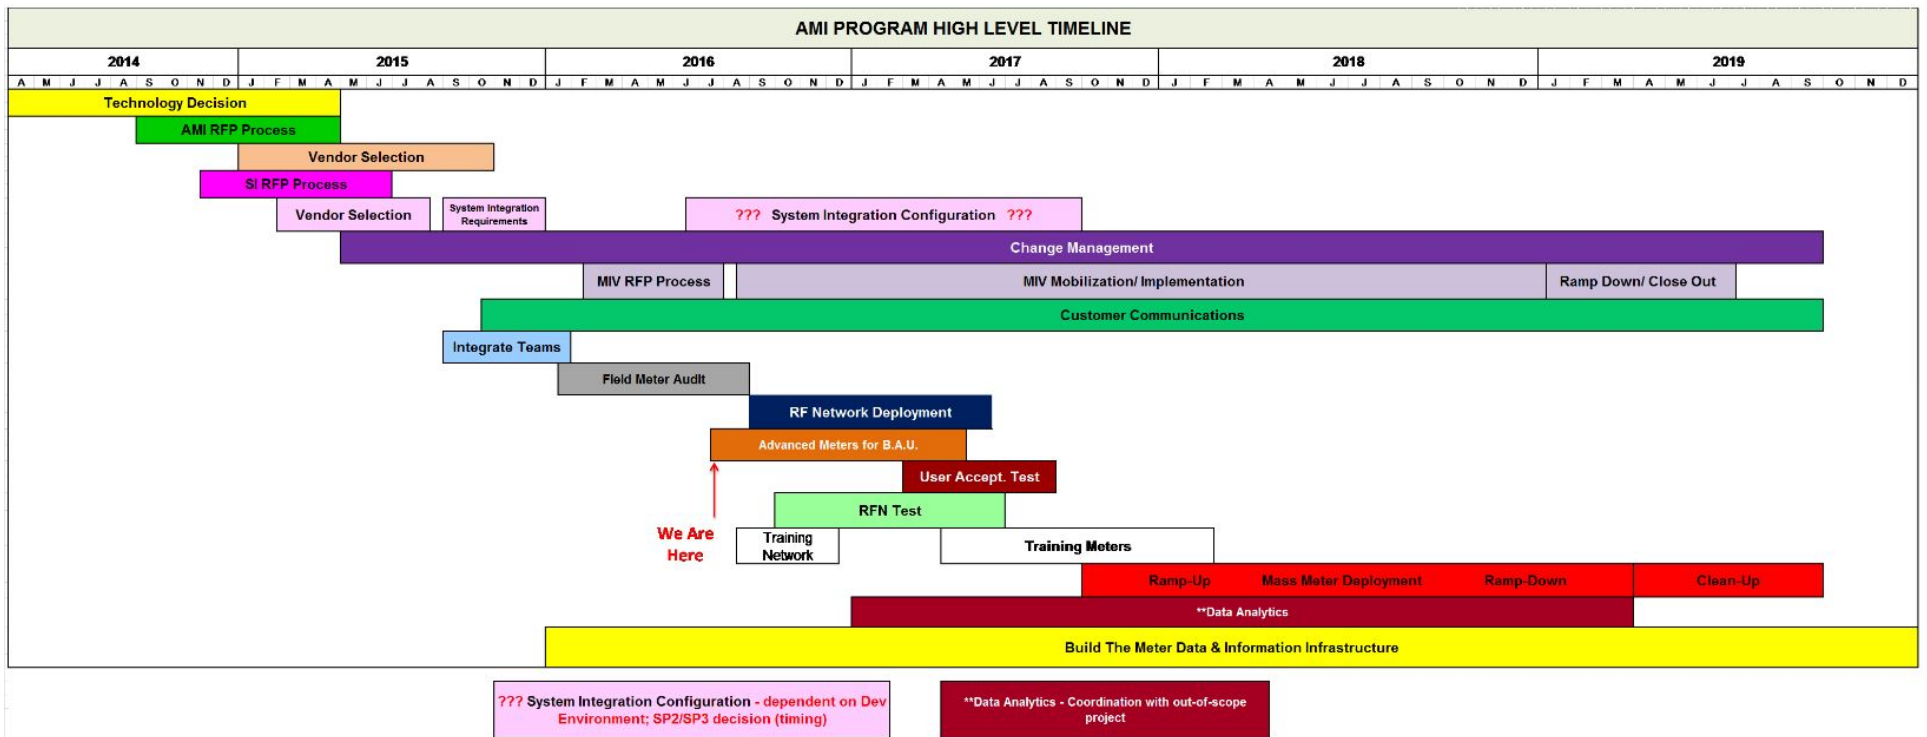 AMI PROGRAM HIGH LEVEL TIMELINE
2014 2015 2016 2017 2018 2019
A M J J A S O N D J F M A M J J A S O N D J F M A M J J A S O N D J F M A M J J A S O N D J F M A M J J A S O N D J F M A M J J A S O N D
Technology Decision
AMI RFP Process
Vendor Selection
SI RFP Process
Vendor Selection
System Integration
Requirements
??? System Integration Configuration ???
Change Management
MIV RFP Process
MIV Mobilization/ Implementation
Ramp Down/ Close Out
Customer Communications
Integrate Teams
Field Meter Audit
RF Network Deployment
Advanced Meters for B.A.U.
User Accept. Test
RFN Test
We Are
Here
Training
Network
Training Meters
Ramp-Up Mass Meter Deployment Ramp-Down Clean-Up
**Data Analytics
Build The Meter Data & Information Infrastructure
??? System Integration Configuration - dependent on Dev
Environment; SP2/SP3 decision (timing)
**Data Analytics - Coordination with out-of-scope
project